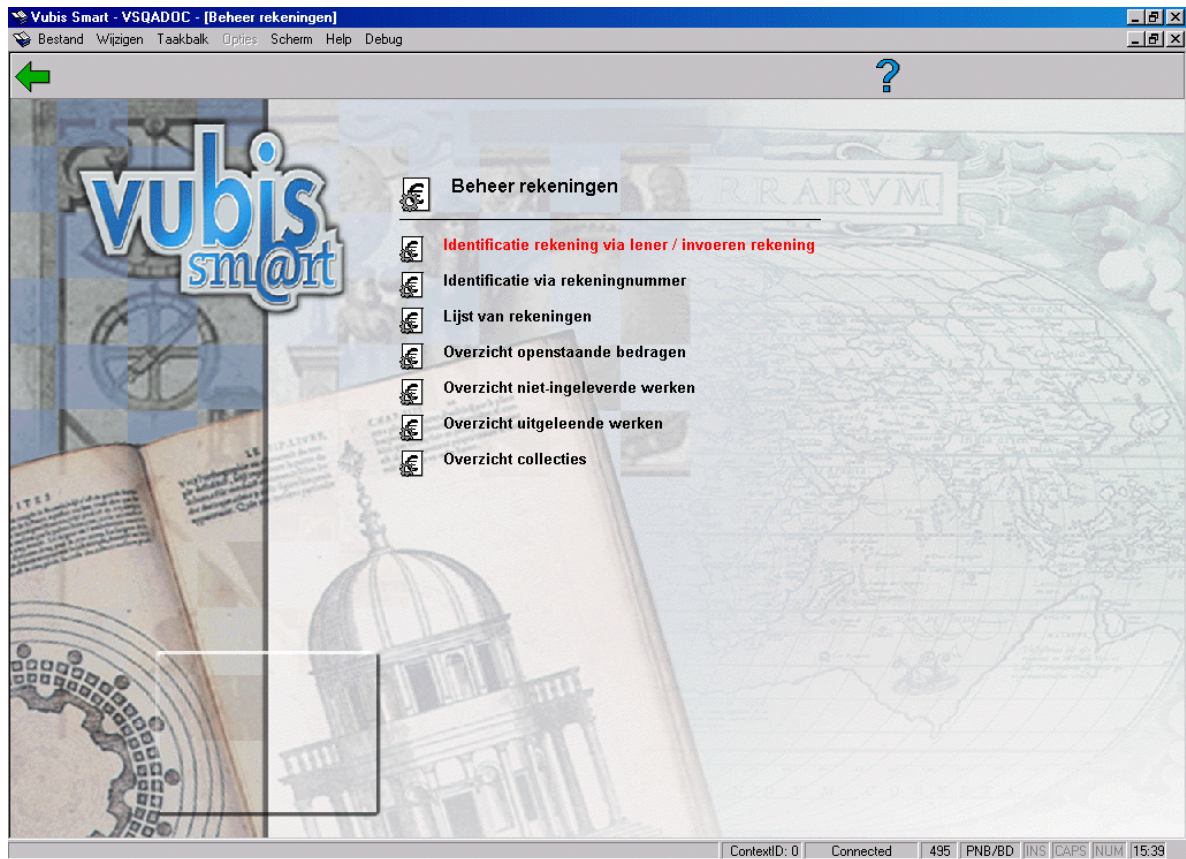 Vubis Smart - VSQADOC - [Beheer rekeningen]
Bestand Wijzigen Taakbalk Opties Scherm Help Debug
?
vubis
sm@rt
RARVM
Beheer rekeningen
Identificatie rekening via lener / invoeren rekening
Identificatie via rekeningnummer
Lijst van rekeningen
Overzicht openstaande bedragen
Overzicht niet-ingeleverde werken
Overzicht uitgeleende werken
Overzicht collecties
ContextID: 0 Connected 495 PNB/BD INS CAPS NUM 15:39